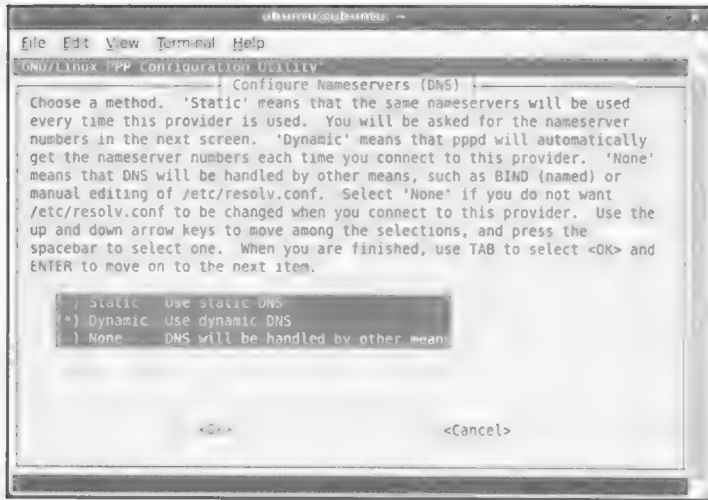 ubuntu@ubuntu: ~
File Edit View Terminal Help
GNU/Linux PPP Configuration Utility
Configure Nameservers (DNS)
Choose a method. 'Static' means that the same nameservers will be used
every time this provider is used. You will be asked for the nameserver
numbers in the next screen. 'Dynamic' means that pppd will automatically
get the nameserver numbers each time you connect to this provider. 'None'
means that DNS will be handled by other means, such as BIND (named) or
manual editing of /etc/resolv.conf. Select 'None' if you do not want
/etc/resolv.conf to be changed when you connect to this provider. Use the
up and down arrow keys to move among the selections, and press the
spacebar to select one. When you are finished, use TAB to select <OK> and
ENTER to move on to the next item.
( ) Static Use static DNS
(*) Dynamic Use dynamic DNS
( ) None DNS will be handled by other mean
<Cancel>